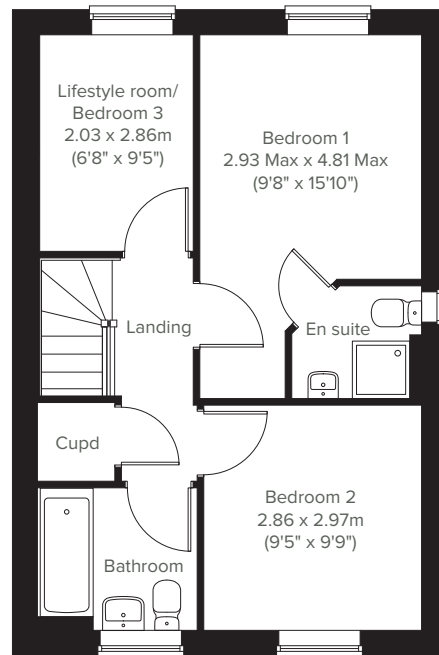 Lifestyle room/
Bedroom 3
2.03 x 2.86m
(6'8" x 9'5")
Bedroom 1
2.93 Max x 4.81 Max
(9'8" x 15'10")
Landing
En suite
Cupd
Bedroom 2
2.86 x 2.97m
(9'5" x 9'9")
Bathroom